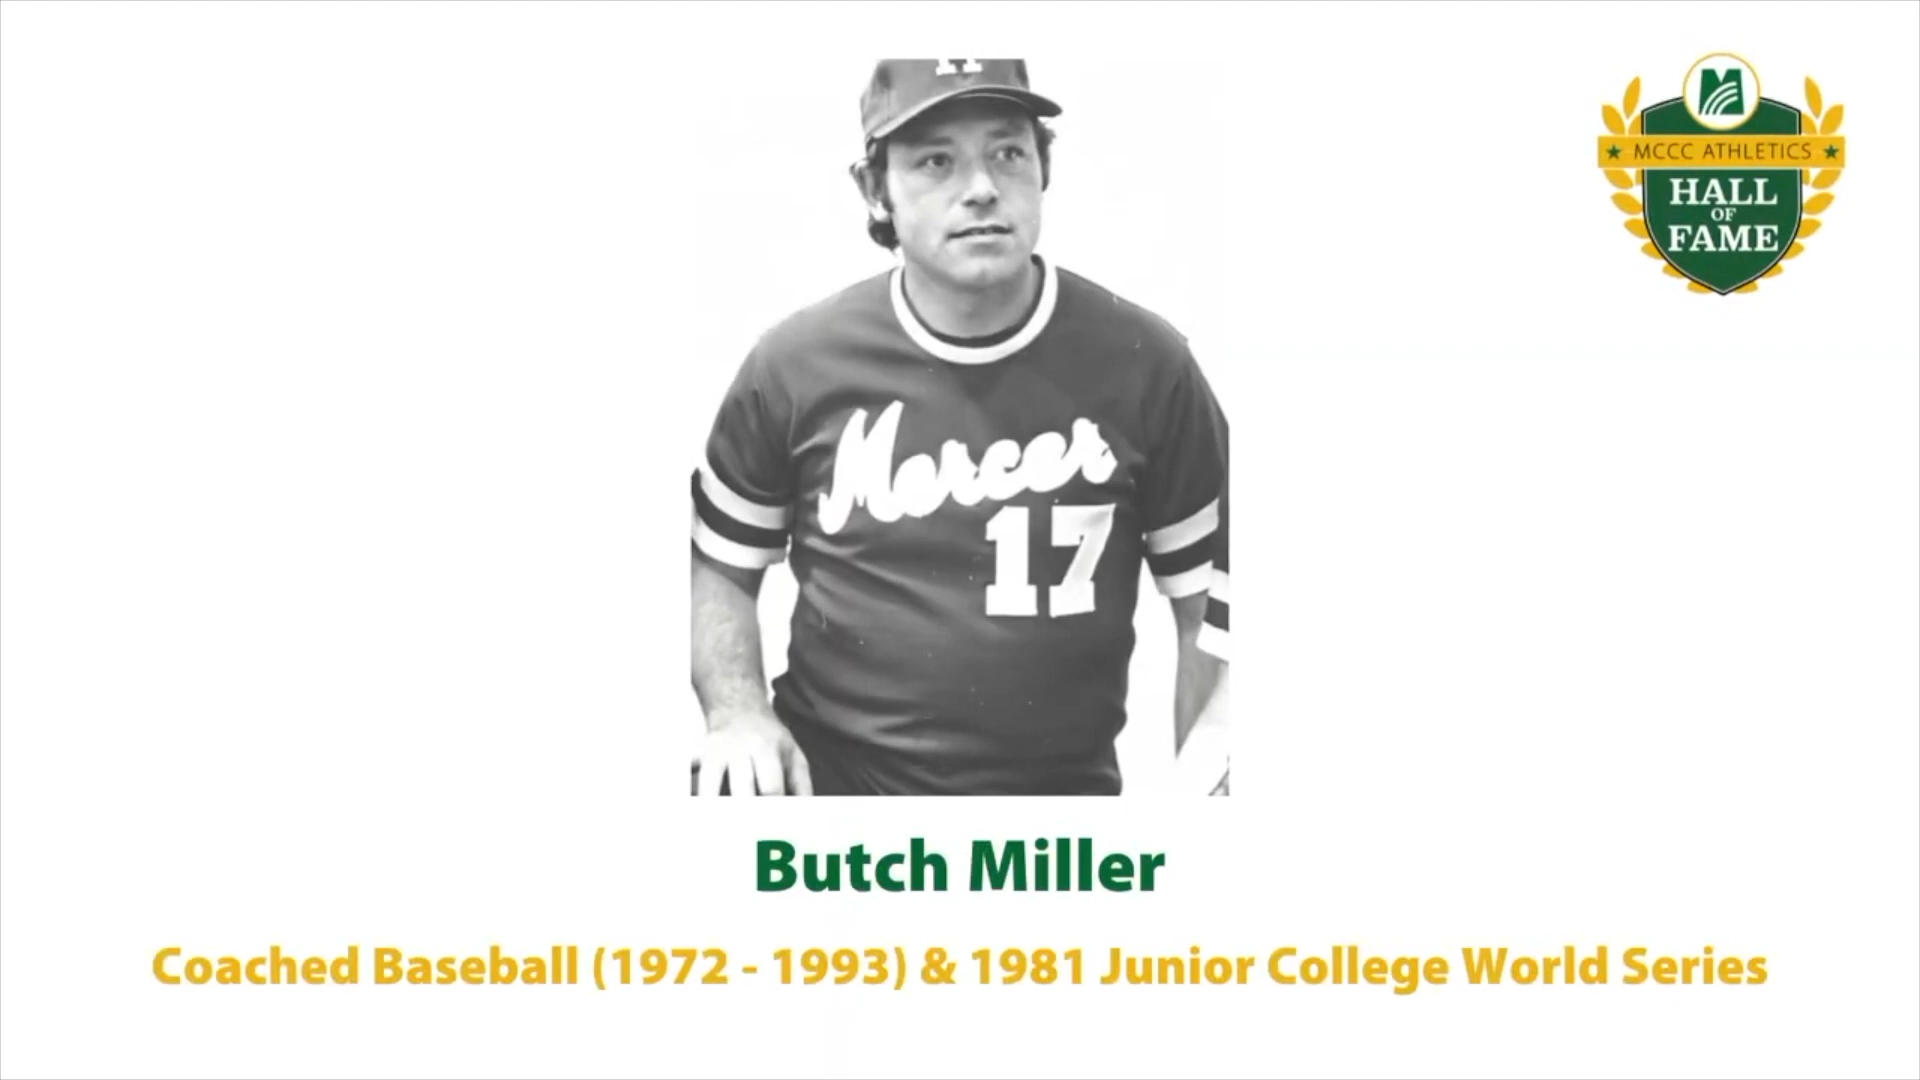 MCCC ATHLETICS
HALL
OF
FAME
Mercer
17
Butch Miller
Coached Baseball (1972 - 1993) & 1981 Junior College World Series